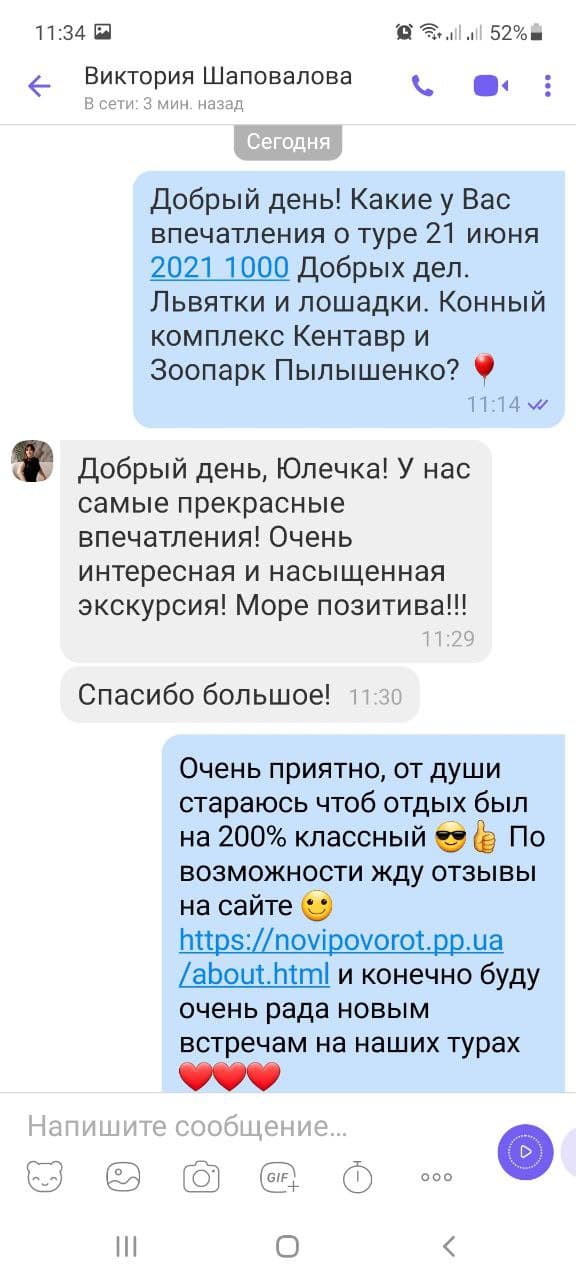 11:34
52%
Виктория Шаповалова
В сети: 3 мин. назад
Сегодня
Добрый день! Какие у Вас
впечатления о туре 21 июня
2021 1000 Добрых дел.
Львятки и лошадки. Конный
комплекс Кентавр и
Зоопарк Пылышенко? 🎈
11:14
Добрый день, Юлечка! У нас
самые прекрасные
впечатления! Очень
интересная и насыщенная
экскурсия! Море позитива!!!
11:29
Спасибо большое! 11:30
Очень приятно, от души
стараюсь чтоб отдых был
на 200% классный 😎👍 По
возможности жду отзывы
на сайте 🙂
https://novipovorot.pp.ua
/about.html и конечно буду
очень рада новым
встречам на наших турах
❤️❤️❤️
Напишите сообщение...
GIF